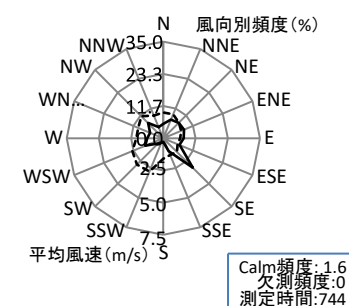 N
風向別頻度(%)
NNW
35.0
NNE
NW
23.3
NE
WN...
11.7
ENE
W
0.0
E
WSW
2.5
ESE
SW
5.0
SE
SSW
7.5
SSE
S
平均風速(m/s)
Calm頻度: 1.6
欠測頻度:0
測定時間:744